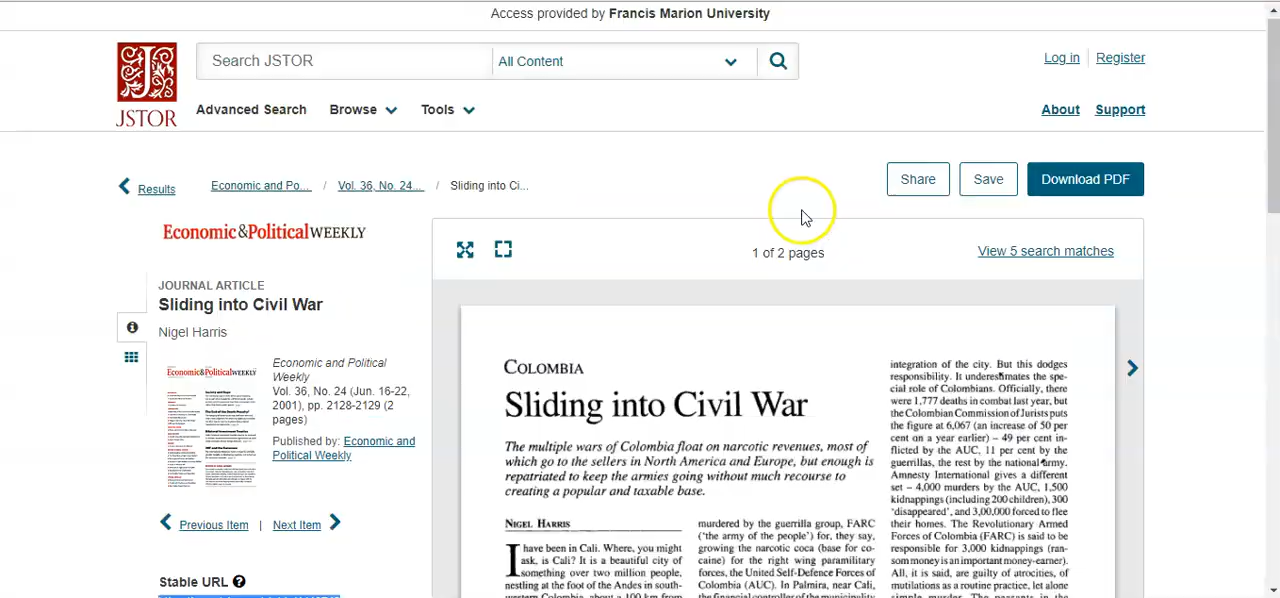 Access provided by Francis Marion University
JSTOR
Search JSTOR
All Content
Log in
Register
Advanced Search
Browse
Tools
About
Support
Results
Economic and Po...
/
Vol. 36, No. 24...
/
Sliding into Ci...
Share
Save
Download PDF
Economic&PoliticalWEEKLY
JOURNAL ARTICLE
Sliding into Civil War
Nigel Harris
Economic&PoliticalWEEKLY
Economic and Political
Weekly
Vol. 36, No. 24 (Jun. 16-22,
2001), pp. 2128-2129 (2
pages)
Published by: Economic and
Political Weekly
Previous Item | Next Item
Stable URL ?
1 of 2 pages
View 5 search matches
COLOMBIA
Sliding into Civil War
The multiple wars of Colombia float on narcotic revenues, most of
which go to the sellers in North America and Europe, but enough is
repatriated to keep the armies going without much recourse to
creating a popular and taxable base.
NIGEL HARRIS
I have been in Cali. Where, you might
ask, is Cali? It is a beautiful city of
something over two million people,
nestling at the foot of the Andes in south-
western Colombia, about a 100 km from
murdered by the guerrilla group, FARC
('the army of the people') for, they say,
growing the narcotic coca (base for co-
caine) for the right wing paramilitary
forces, the United Self-Defence Forces of
Colombia (AUC). In Palmira, near Cali,
the financial controller of the municipality
integration of the city. But this dodges
responsibility. It underestimates the spe-
cial role of Colombians. Officially, there
were 1,777 deaths in combat last year, but
the Colombian Commission of Jurists puts
the figure at 6,067 (an increase of 50 per
cent on a year earlier) – 49 per cent in-
flicted by the AUC, 11 per cent by the
guerrillas, the rest by the national army.
Amnesty International gives a different
set – 4,000 murders by the AUC, 1,500
kidnappings (including 200 children), 300
'disappeared', and 3,00,000 forced to flee
their homes. The Revolutionary Armed
Forces of Colombia (FARC) is said to be
responsible for 3,000 kidnappings (ran-
som money is an important money-earner).
All, it is said, are guilty of atrocities, of
mutilations as a routine practice, let alone